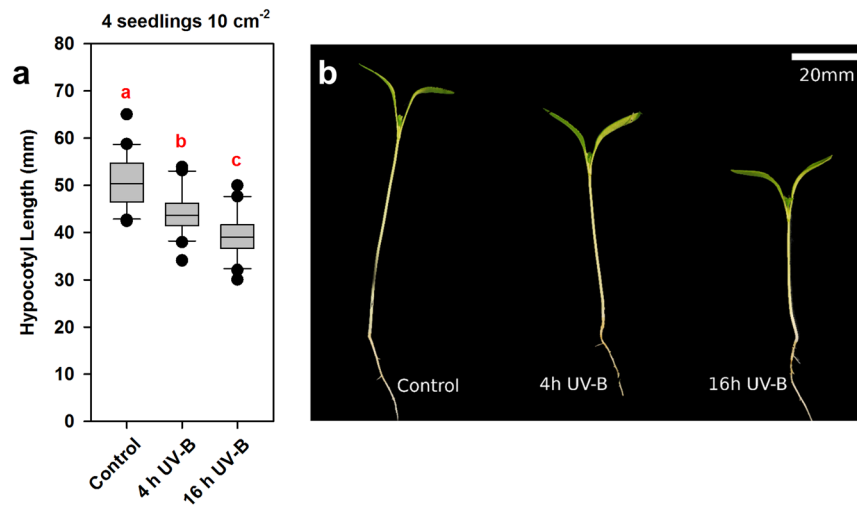 4 seedlings 10 cm⁻²
a
80
70
60
50
40
30
20
10
0
Hypocotyl Length (mm)
a
b
c
Control
4 h UV-B
16 h UV-B
b
20mm
Control
4h UV-B
16h UV-B